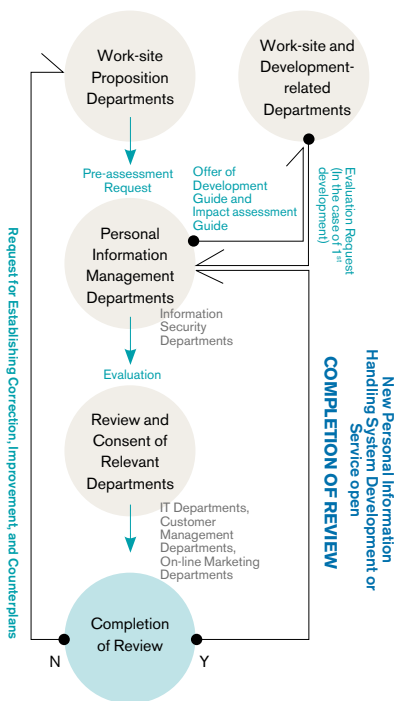 Work-site
Proposition
Departments
Work-site and
Development-
related
Departments
Pre-assessment
Request
Offer of
Development
Guide and
Impact assessment
Guide
Evaluation Request
(In the case of 1st
development)
Personal
Information
Management
Departments
Information
Security
Departments
Evaluation
Review and
Consent of
Relevant
Departments
IT Departments,
Customer
Management
Departments,
On-line Marketing
Departments
Completion
of Review
N
Y
Request for Establishing Correction, Improvement, and Counterplans
New Personal Information
Handling System Development or
Service open
COMPLETION OF REVIEW